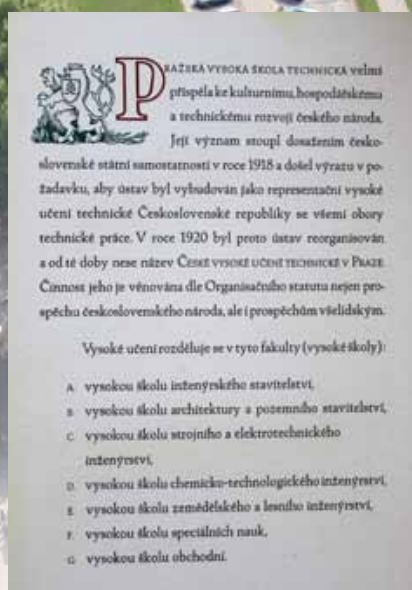 PRAŽSKÁ VYSOKÁ ŠKOLA TECHNICKÁ velmi
přispěla ke kulturnímu, hospodářskému
a technickému rozvoji českého národa.
Její význam stoupl dosažením česko-
slovenské státní samostatnosti v roce 1918 a došel výrazu v po-
žadavku, aby ústav byl vybudován jako representační vysoké
učení technické Československé republiky se všemi obory
technické práce. V roce 1920 byl proto ústav reorganisován
a od té doby nese název ČESKÉ VYSOKÉ UČENÍ TECHNICKÉ V PRAZE.
Činnost jeho je věnována dle Organisačního statutu nejen pro-
spěchu československého národa, ale i prospěchům všelidským.
Vysoké učení rozděluje se v tyto fakulty (vysoké školy):
A. vysokou školu inženýrského stavitelství,
B. vysokou školu architektury a pozemního stavitelství,
C. vysokou školu strojního a elektrotechnického
inženýrství,
D. vysokou školu chemicko-technologického inženýrství,
E. vysokou školu zemědělského a lesního inženýrství,
F. vysokou školu speciálních nauk,
G. vysokou školu obchodní.